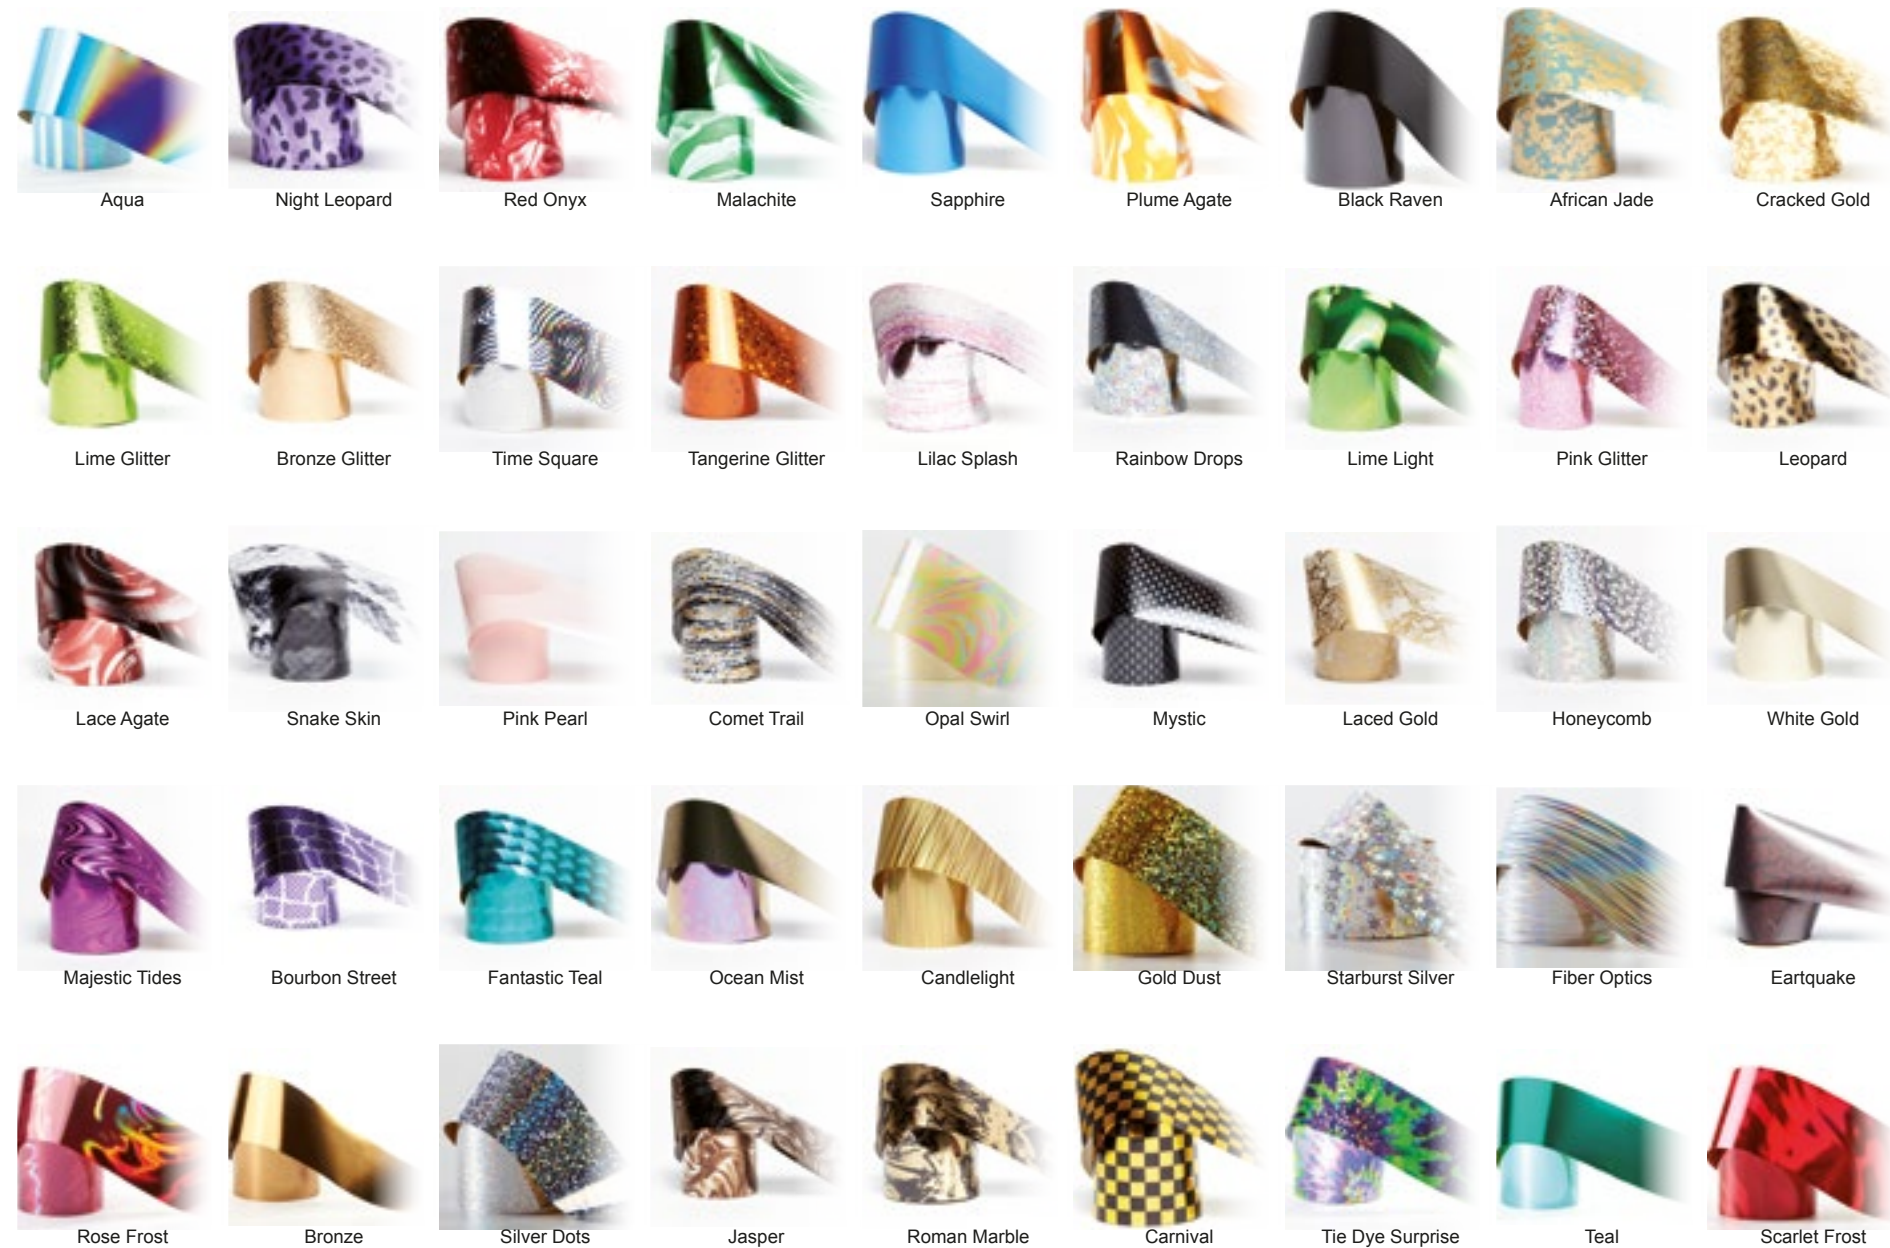 Aqua Night Leopard Red Onyx Malachite Sapphire Plume Agate Black Raven African Jade Cracked Gold
Lime Glitter Bronze Glitter Time Square Tangerine Glitter Lilac Splash Rainbow Drops Lime Light Pink Glitter Leopard
Lace Agate Snake Skin Pink Pearl Comet Trail Opal Swirl Mystic Laced Gold Honeycomb White Gold
Majestic Tides Bourbon Street Fantastic Teal Ocean Mist Candlelight Gold Dust Starburst Silver Fiber Optics Eartquake
Rose Frost Bronze Silver Dots Jasper Roman Marble Carnival Tie Dye Surprise Teal Scarlet Frost